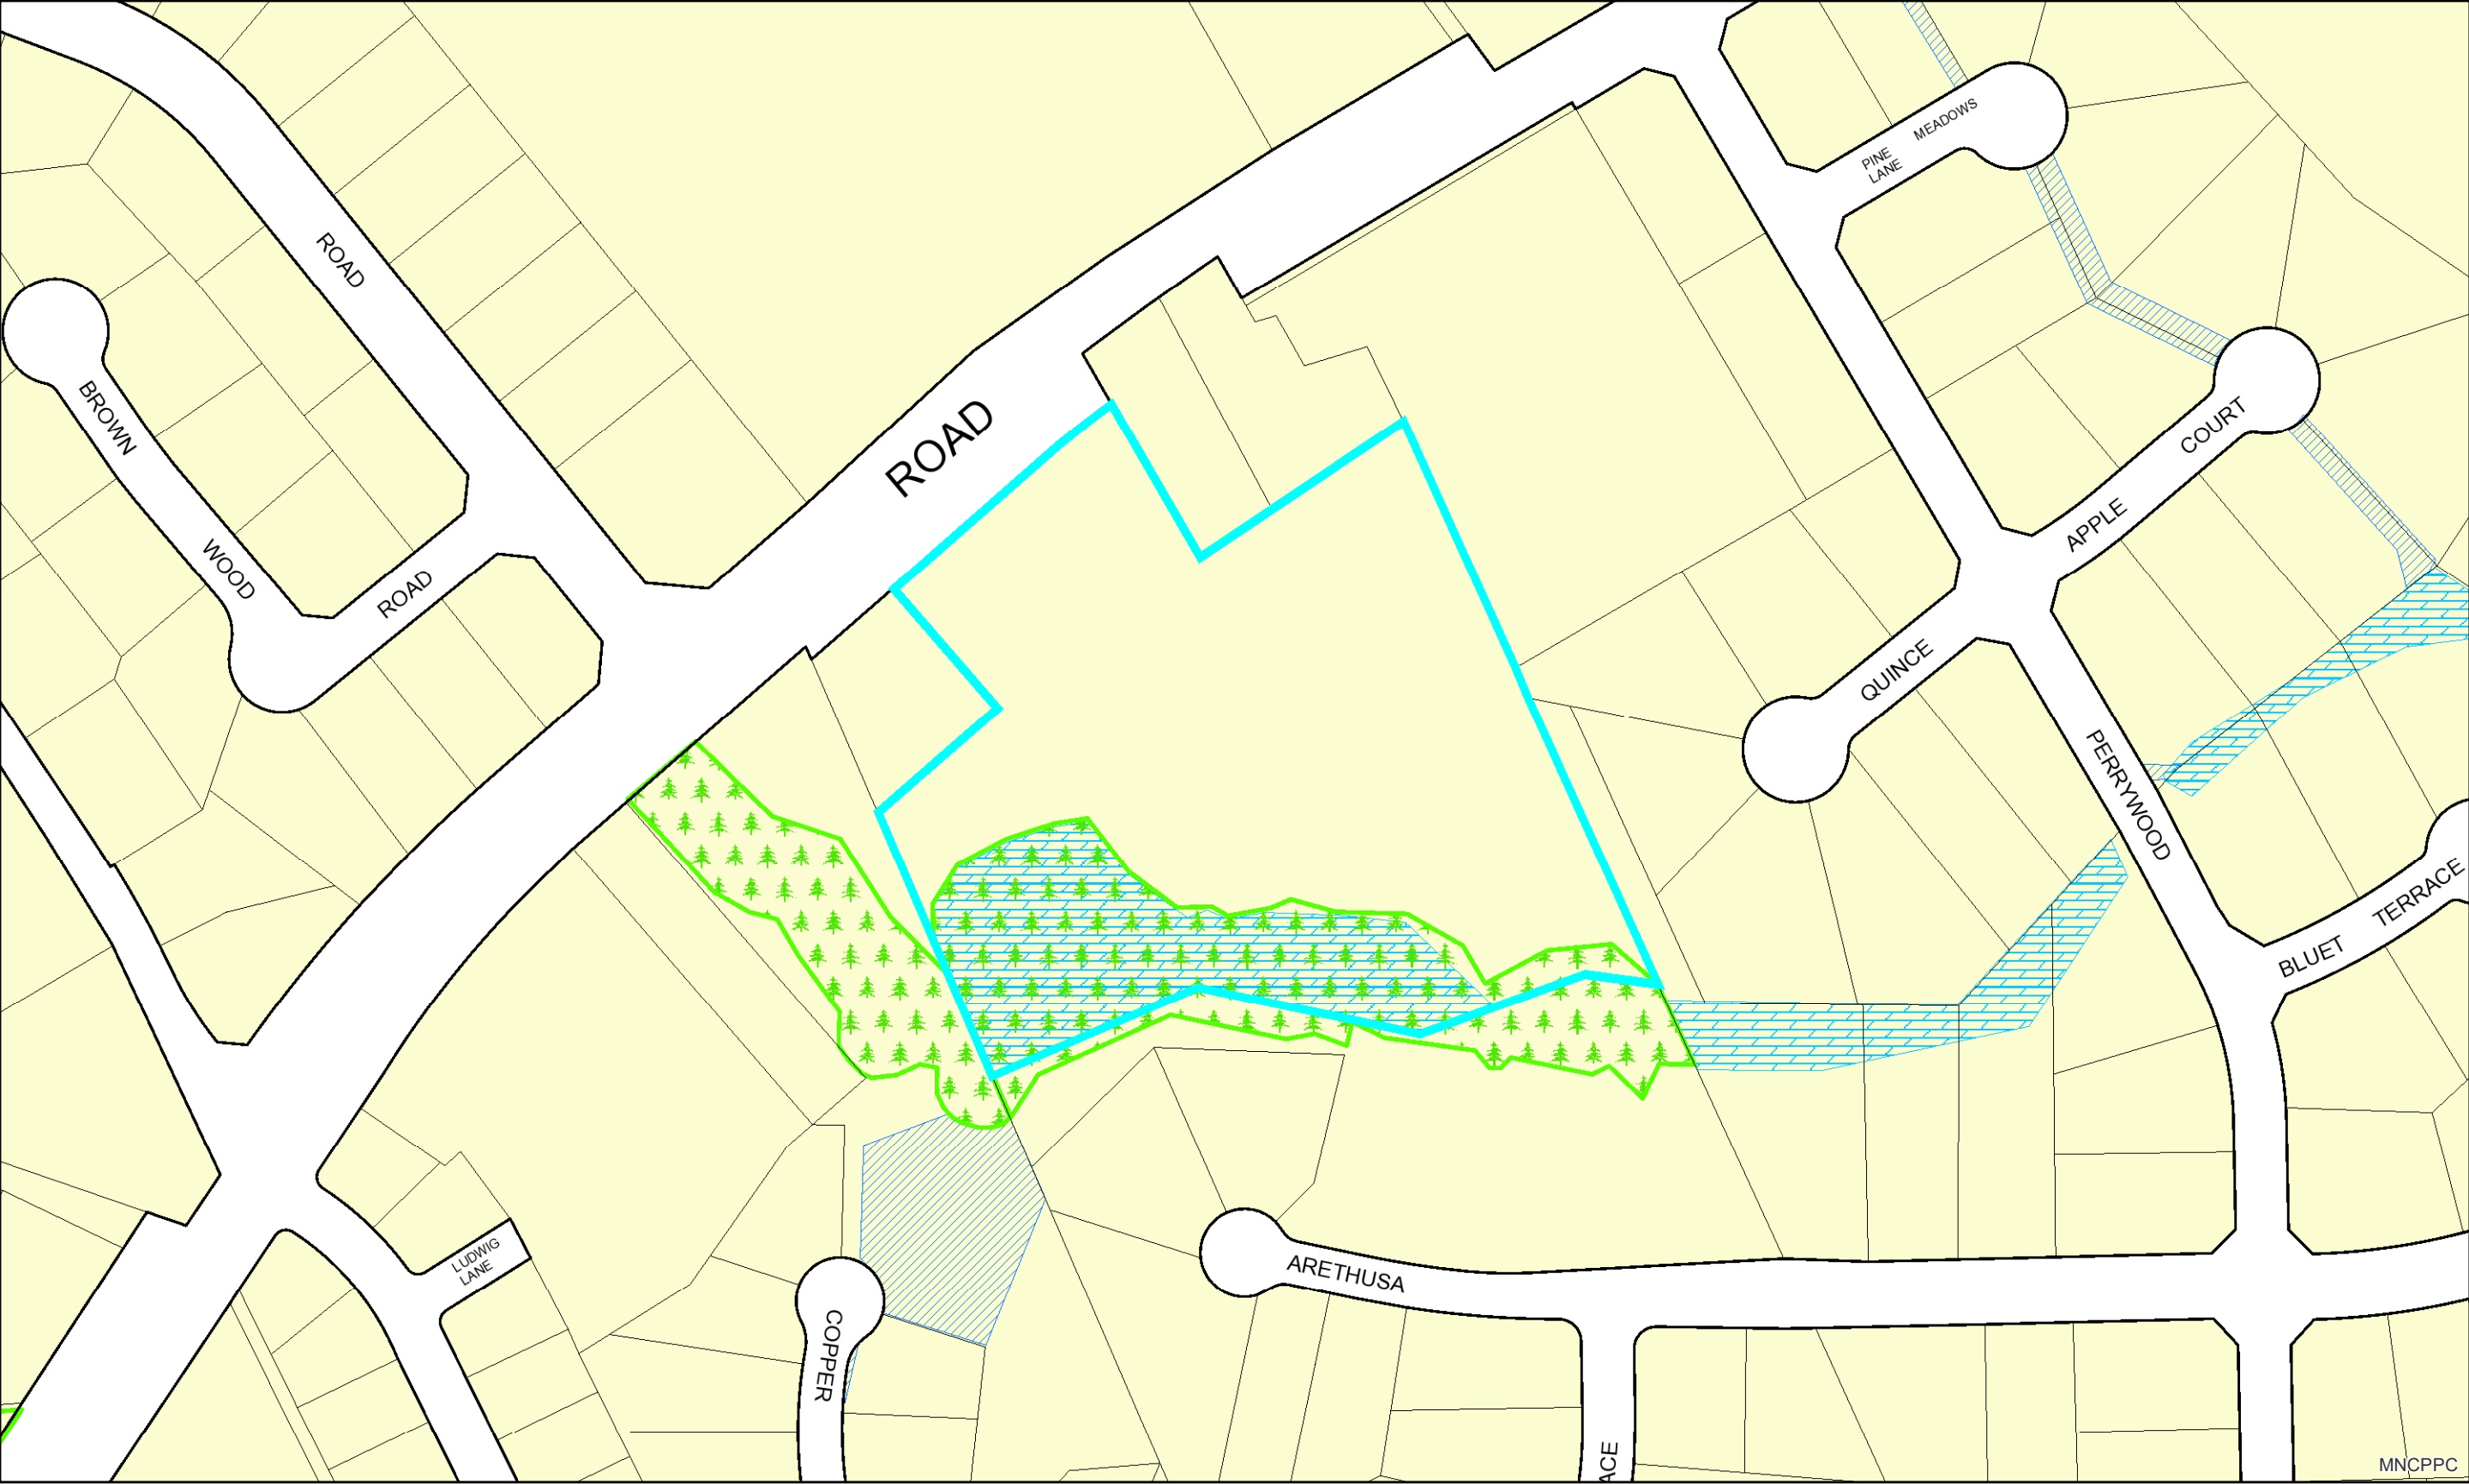 PINE MEADOWS
LANE
ROAD
BROWN
COURT
ROAD
APPLE
WOOD
ROAD
QUINCE
PERRYWOOD
TERRACE
BLUET
LUDWIG
LANE
ARETHUSA
COPPER
ACE
MNCPPC